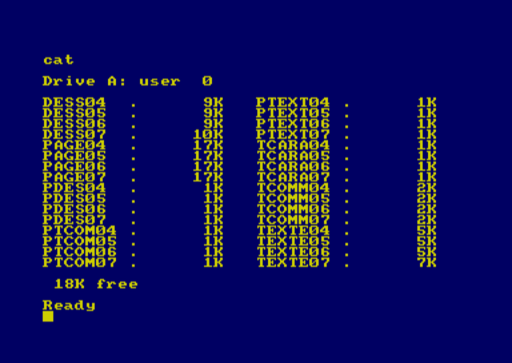 cat
Drive A: user 0
DESS04 . 9K PTEXT04 . 1K
DESS05 . 9K PTEXT05 . 1K
DESS06 . 9K PTEXT06 . 1K
DESS07 . 10K PTEXT07 . 1K
PAGE04 . 17K TCARA04 . 1K
PAGE05 . 17K TCARA05 . 1K
PAGE06 . 17K TCARA06 . 1K
PAGE07 . 17K TCARA07 . 1K
PDES04 . 1K TCOMM04 . 2K
PDES05 . 1K TCOMM05 . 2K
PDES06 . 1K TCOMM06 . 2K
PDES07 . 1K TCOMM07 . 2K
PTCOM04 . 1K TEXTE04 . 5K
PTCOM05 . 1K TEXTE05 . 5K
PTCOM06 . 1K TEXTE06 . 5K
PTCOM07 . 1K TEXTE07 . 7K
18K free
Ready